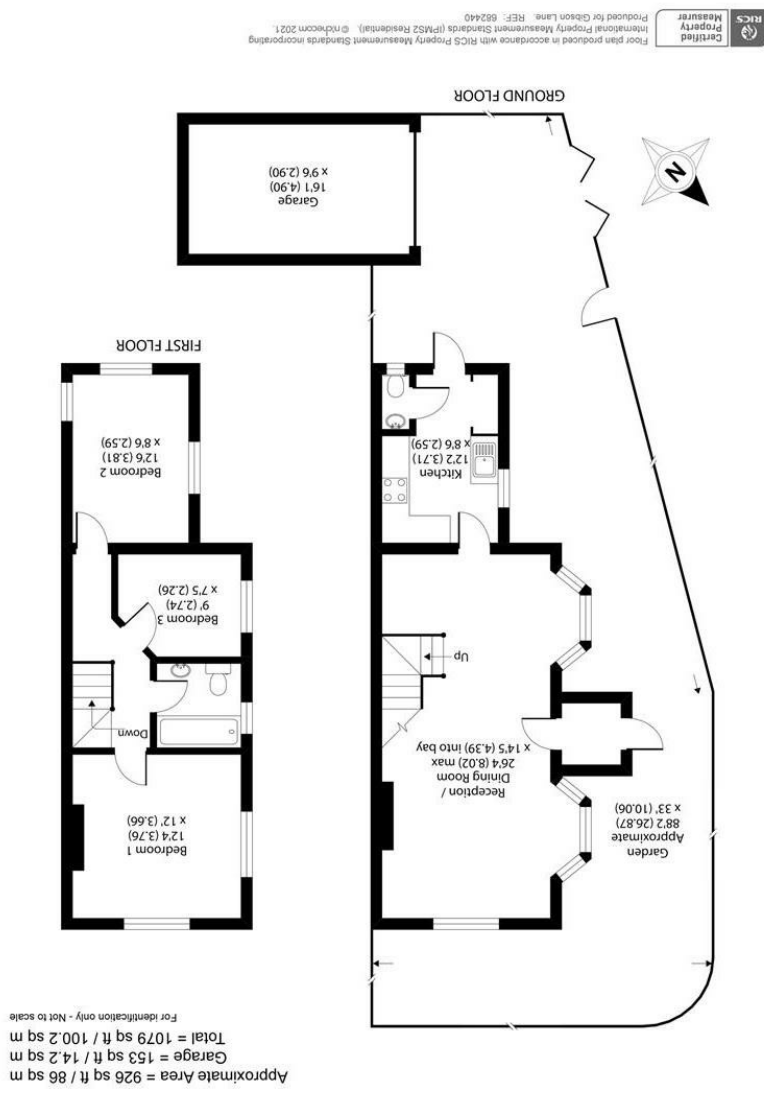 Approximate Area = 926 sq ft / 86 sq m
Garage = 153 sq ft / 14.2 sq m
Total = 1079 sq ft / 100.2 sq m
For identification only - Not to scale
Garden
Approximate
88'2 (26.87)
x 33' (10.06)
Reception /
Dining Room
26'4 (8.02) max
x 14'5 (4.39) into bay
Up
Kitchen
12'2 (3.71)
x 8'6 (2.59)
Bedroom 1
12'4 (3.76)
x 12' (3.66)
Down
Bedroom 3
9' (2.74)
x 7'5 (2.26)
Bedroom 2
12'6 (3.81)
x 8'6 (2.59)
FIRST FLOOR
N
Garage
16'1 (4.90)
x 9'6 (2.90)
GROUND FLOOR
RICS
Certified
Property
Measurer
Floor plan produced in accordance with RICS Property Measurement Standards incorporating
International Property Measurement Standards (IPMS2 Residential). © nichecom 2021.
Produced for Gibson Lane. REF: 682440